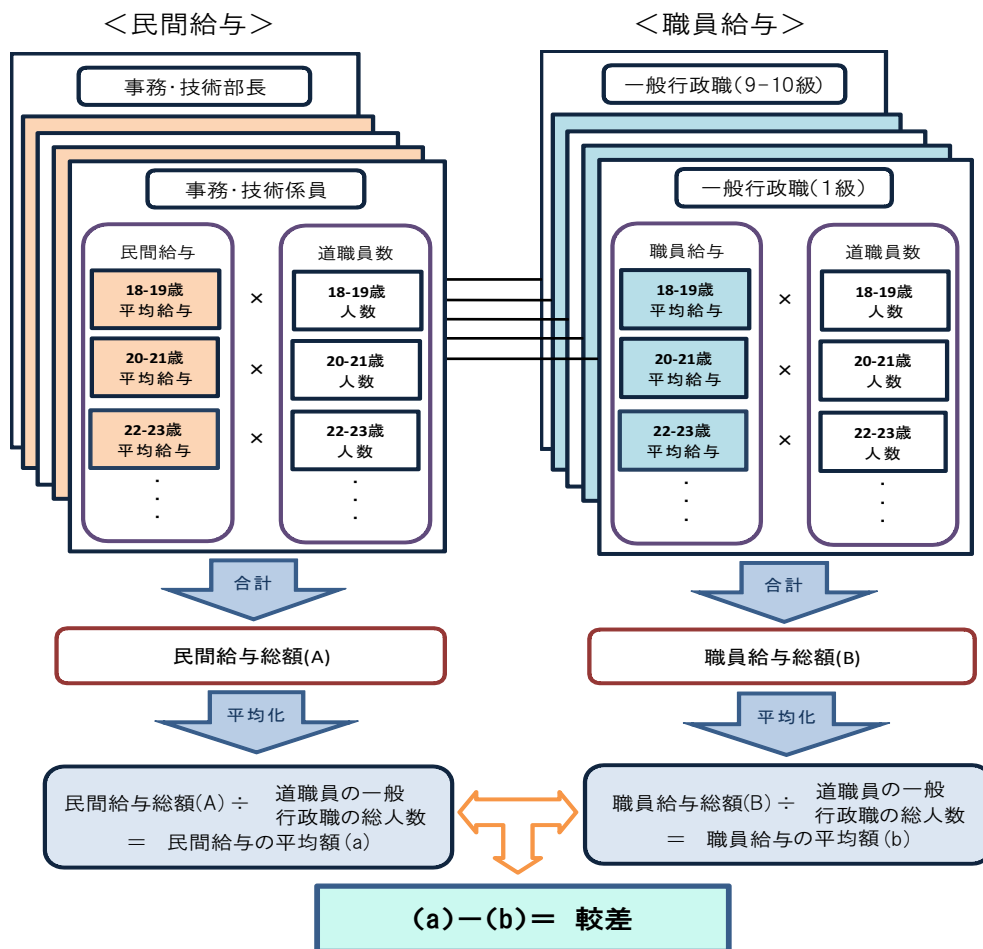 ＜民間給与＞
事務･技術部長
事務･技術係員
民間給与
道職員数
18-19歳
平均給与
×
18-19歳
人数
20-21歳
平均給与
×
20-21歳
人数
22-23歳
平均給与
×
22-23歳
人数
・
・
・
・
・
・
合計
民間給与総額(A)
平均化
民間給与総額(A) ÷ 道職員の一般
行政職の総人数
＝ 民間給与の平均額(a)
＜職員給与＞
一般行政職(9-10級)
一般行政職(1級)
職員給与
道職員数
18-19歳
平均給与
×
18-19歳
人数
20-21歳
平均給与
×
20-21歳
人数
22-23歳
平均給与
×
22-23歳
人数
・
・
・
・
・
・
合計
職員給与総額(B)
平均化
職員給与総額(B) ÷ 道職員の一般
行政職の総人数
＝ 職員給与の平均額(b)
(a)－(b)＝ 較差